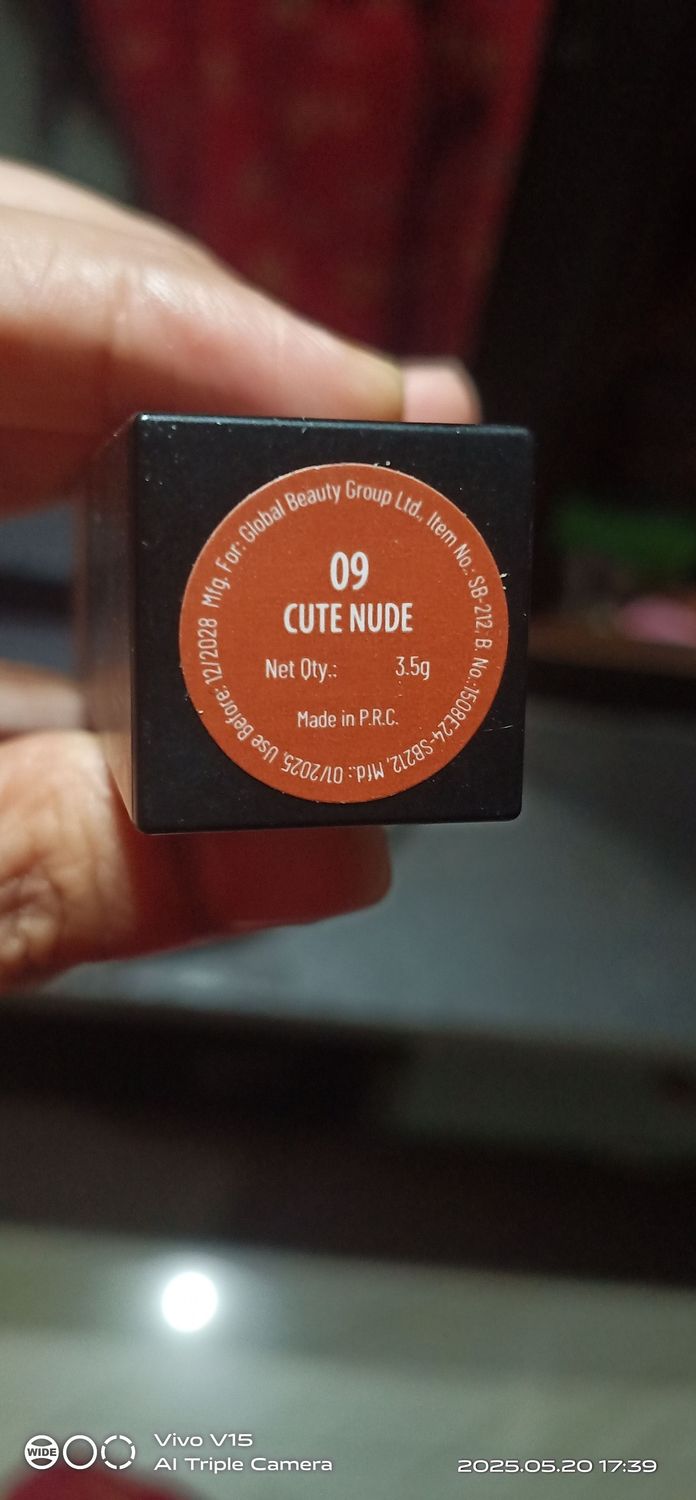 Mfg. For: Global Beauty Group Ltd., Item No.: SB-212, B. No.:1508E24-SB212, Mfd.: 01/2025, Use Before: 12/2028
09
CUTE NUDE
Net Qty.: 3.5g
Made in P.R.C.
WIDE
Vivo V15
AI Triple Camera
2025.05.20 17:39